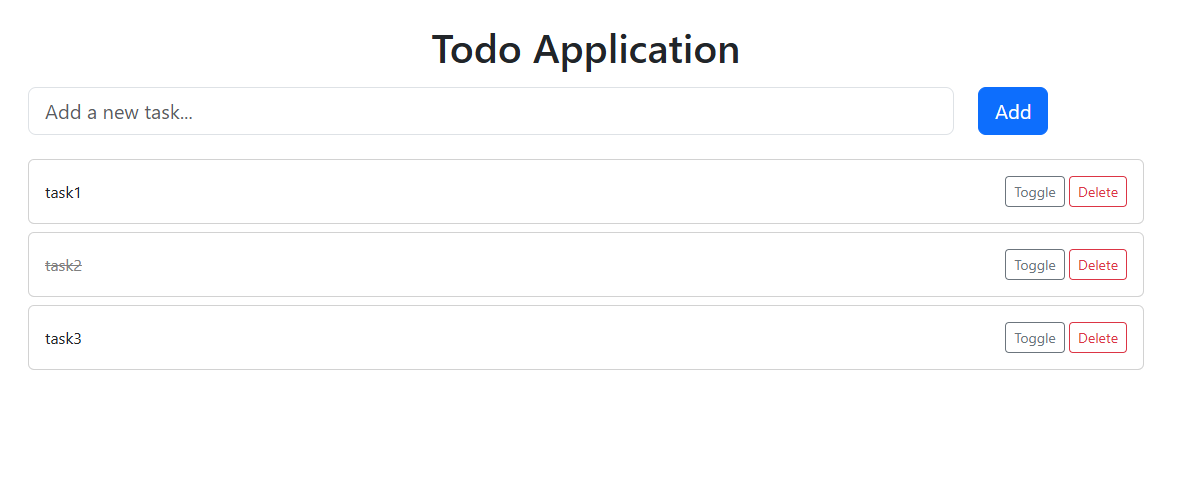 Todo Application
Add a new task... Add
task1 Toggle Delete
task2 Toggle Delete
task3 Toggle Delete